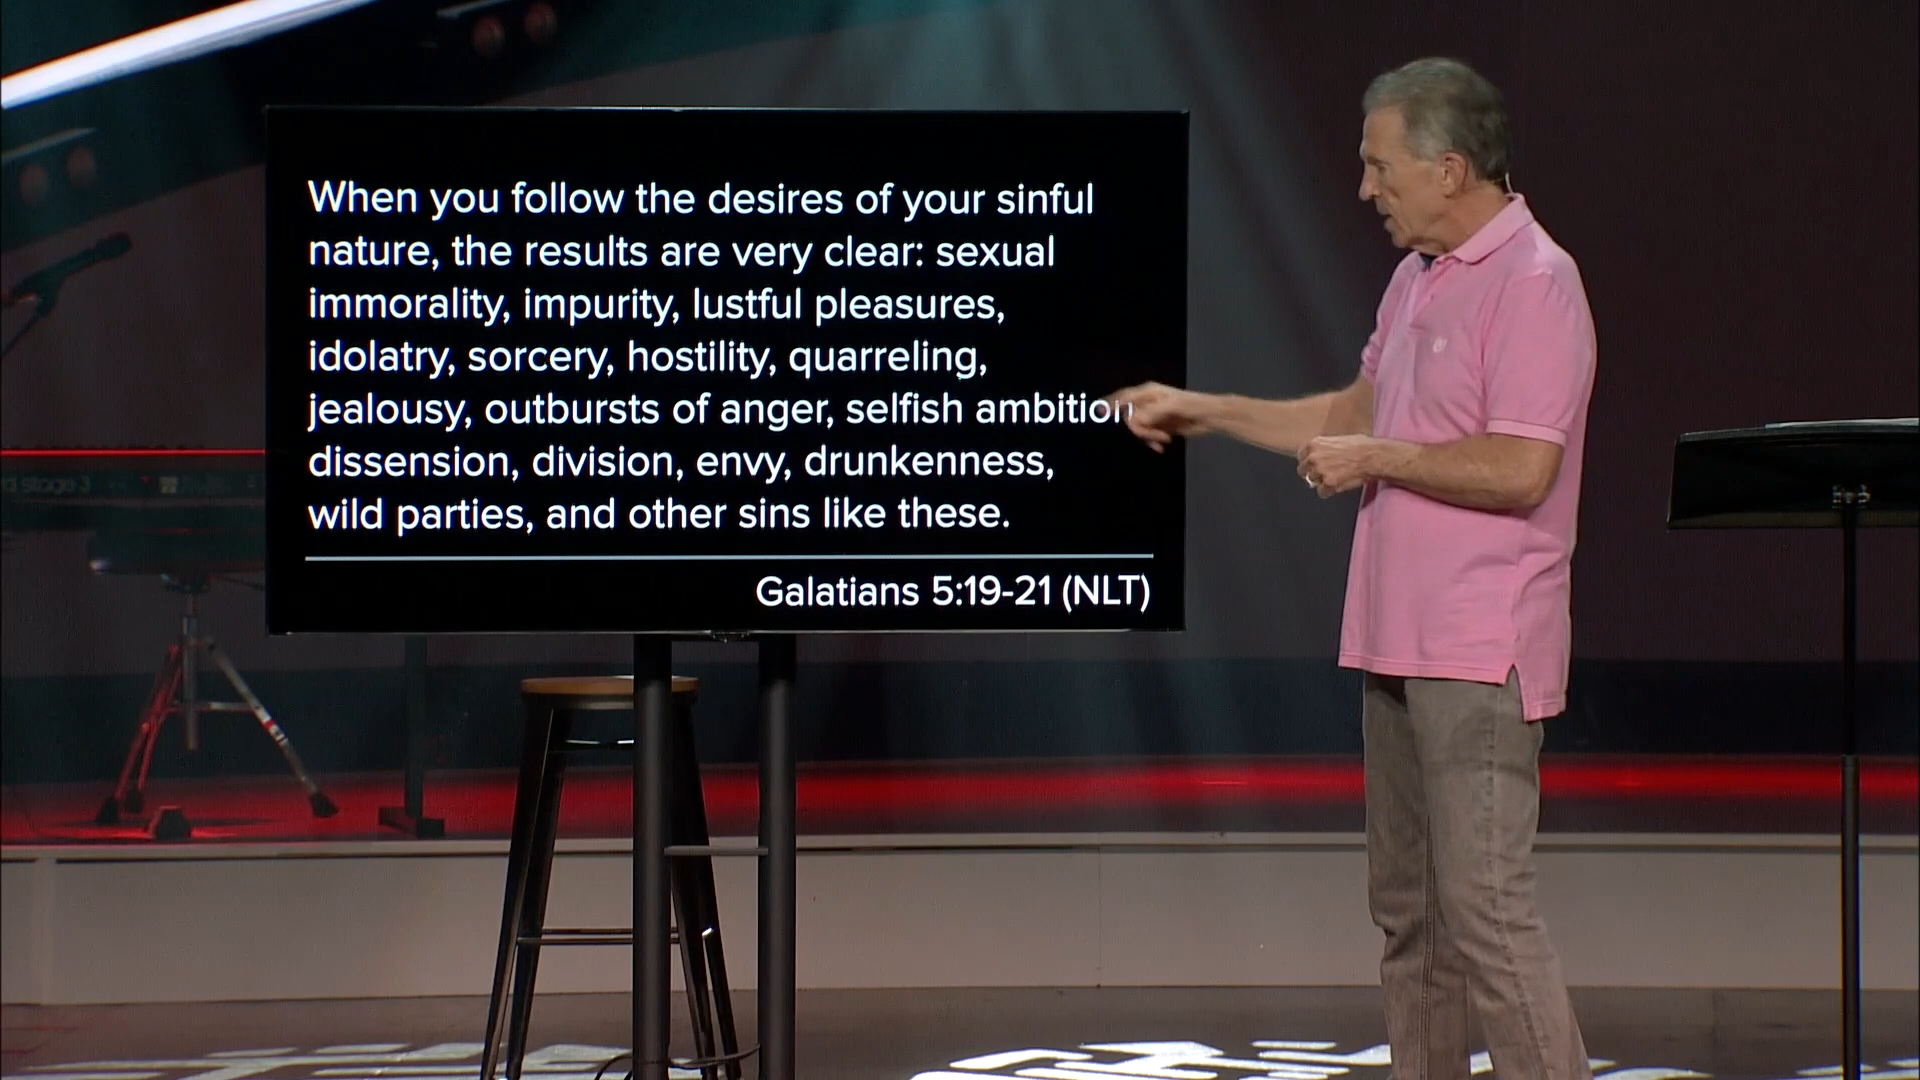 When you follow the desires of your sinful
nature, the results are very clear: sexual
immorality, impurity, lustful pleasures,
idolatry, sorcery, hostility, quarreling,
jealousy, outbursts of anger, selfish ambition
dissension, division, envy, drunkenness,
wild parties, and other sins like these.
Galatians 5:19-21 (NLT)
stage 3